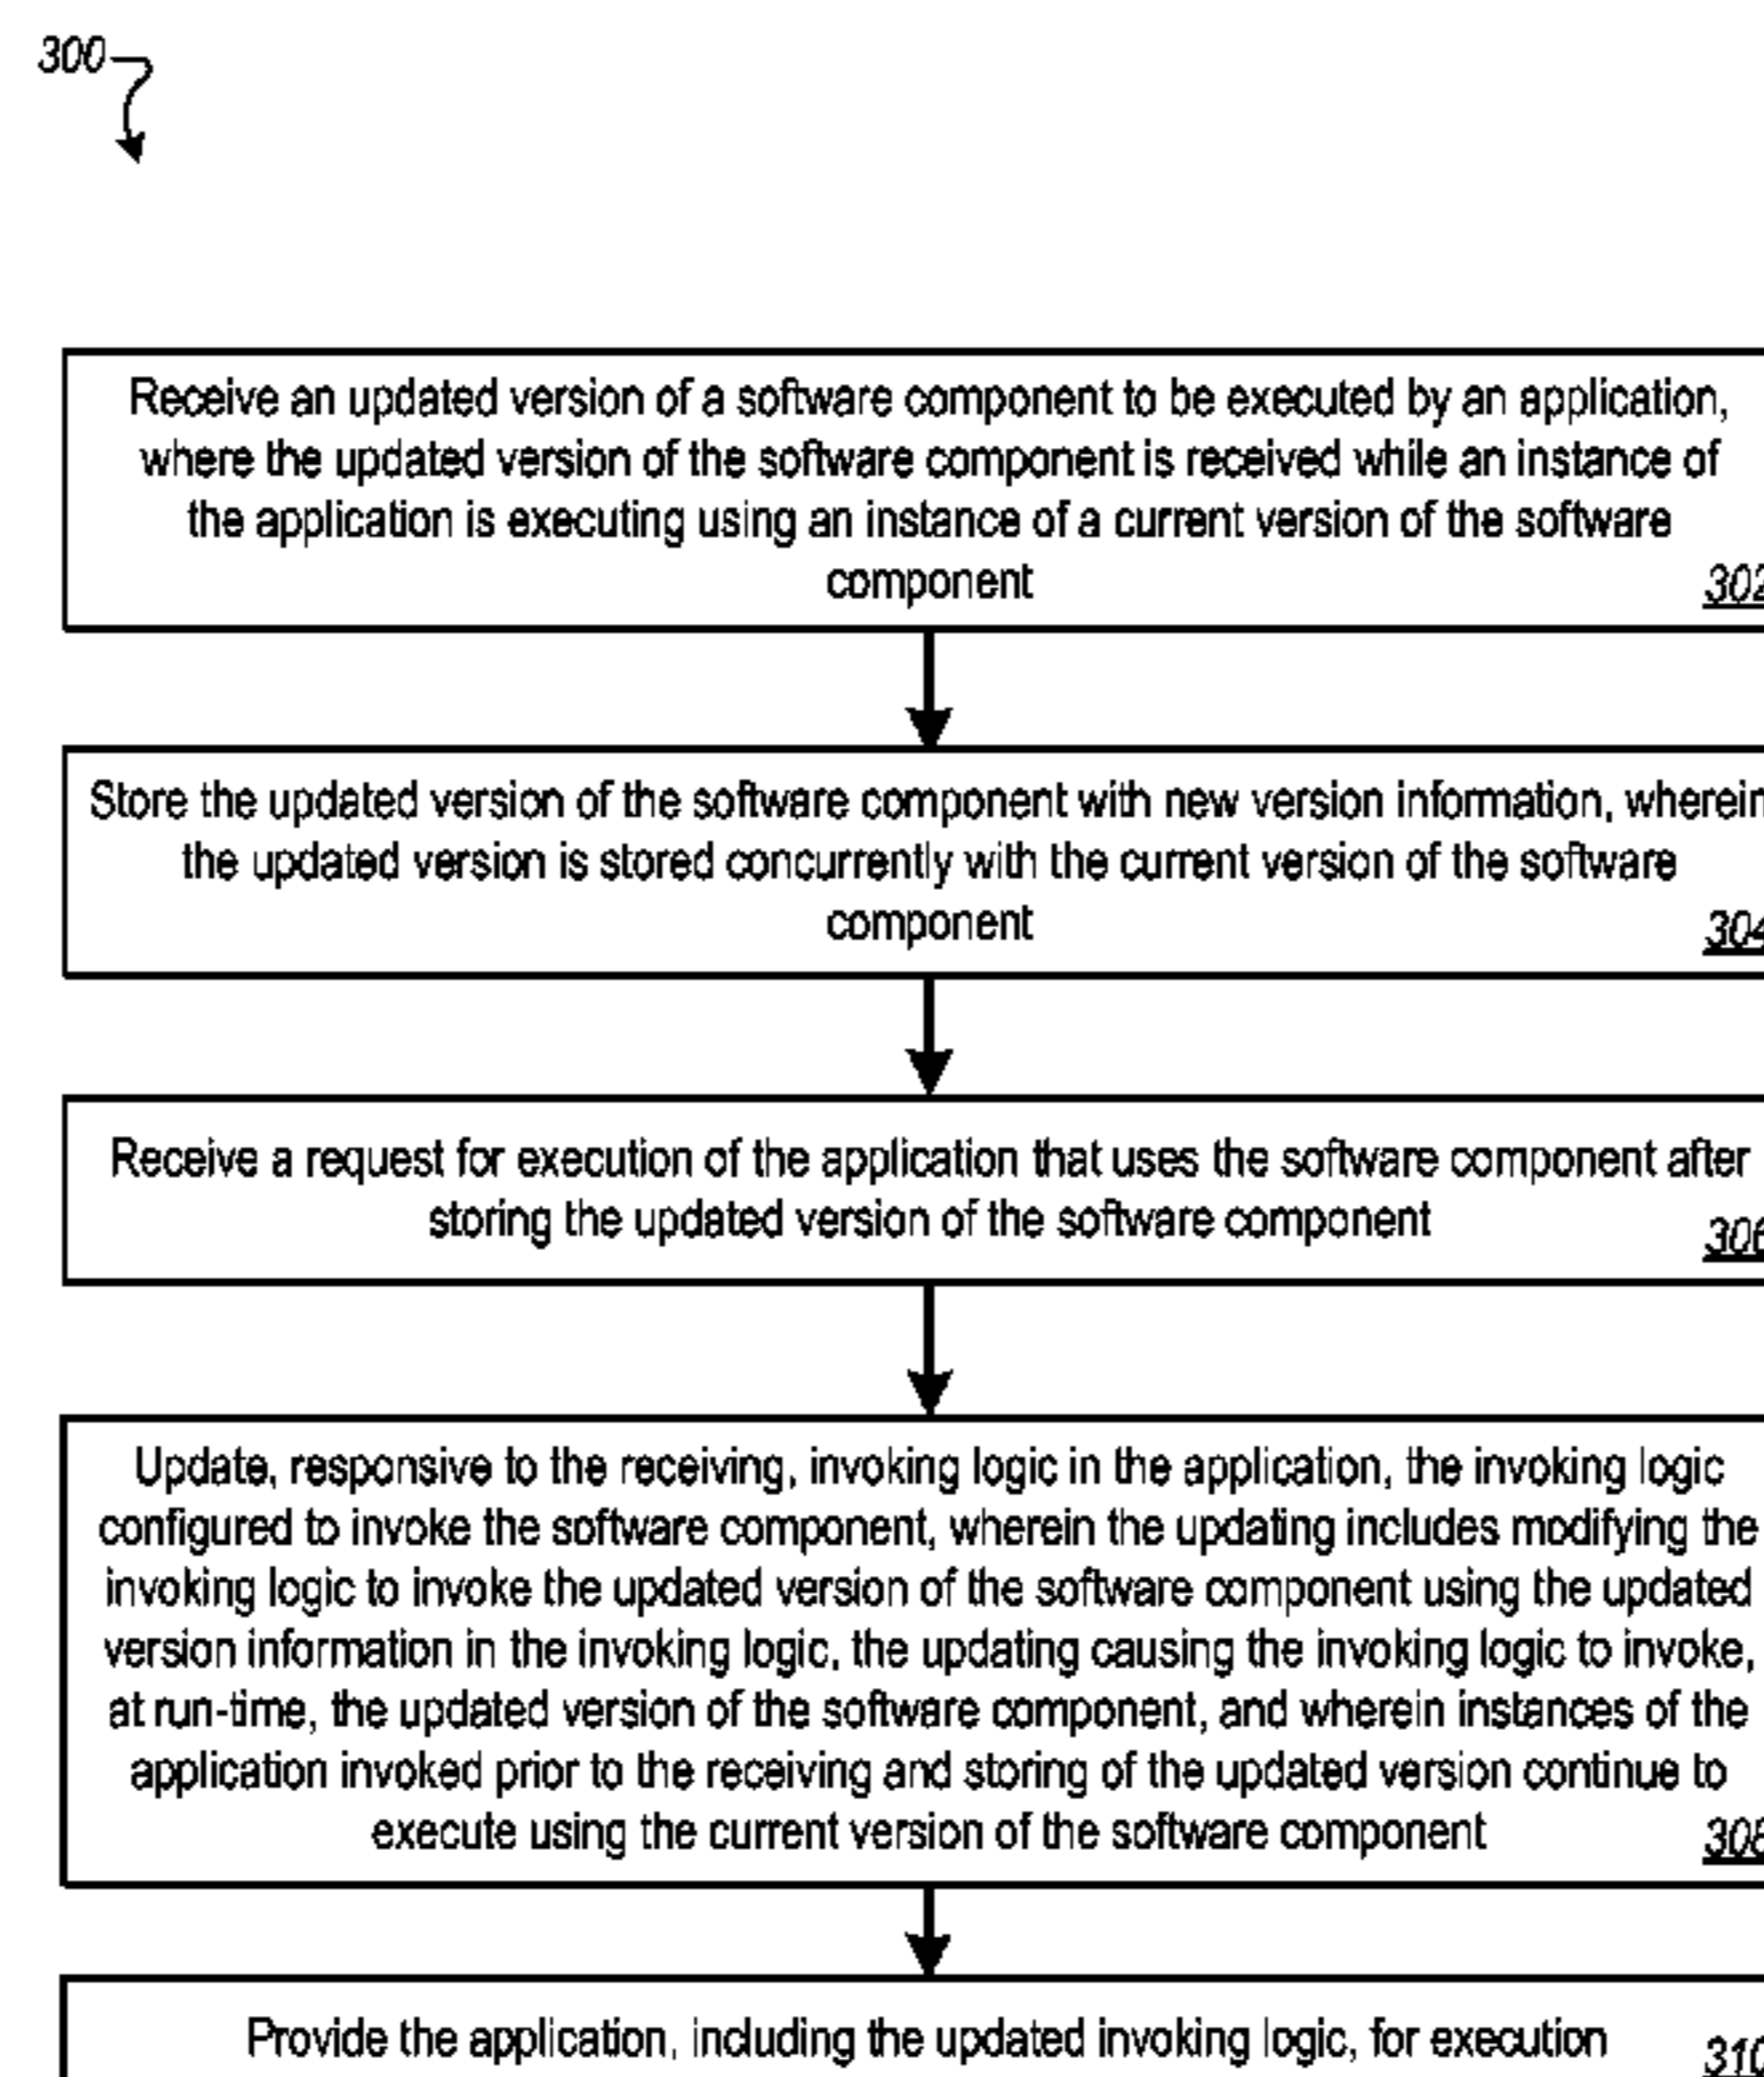 300
Receive an updated version of a software component to be executed by an application,
where the updated version of the software component is received while an instance of
the application is executing using an instance of a current version of the software
component
302
Store the updated version of the software component with new version information, wherein
the updated version is stored concurrently with the current version of the software
component
304
Receive a request for execution of the application that uses the software component after
storing the updated version of the software component
306
Update, responsive to the receiving, invoking logic in the application, the invoking logic
configured to invoke the software component, wherein the updating includes modifying the
invoking logic to invoke the updated version of the software component using the updated
version information in the invoking logic, the updating causing the invoking logic to invoke,
at run-time, the updated version of the software component, and wherein instances of the
application invoked prior to the receiving and storing of the updated version continue to
execute using the current version of the software component
308
Provide the application, including the updated invoking logic, for execution
310